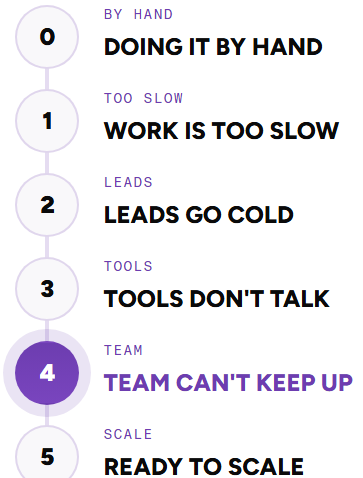 BY HAND
0
DOING IT BY HAND
TOO SLOW
1
WORK IS TOO SLOW
LEADS
2
LEADS GO COLD
TOOLS
3
TOOLS DON'T TALK
TEAM
4
TEAM CAN'T KEEP UP
SCALE
5
READY TO SCALE